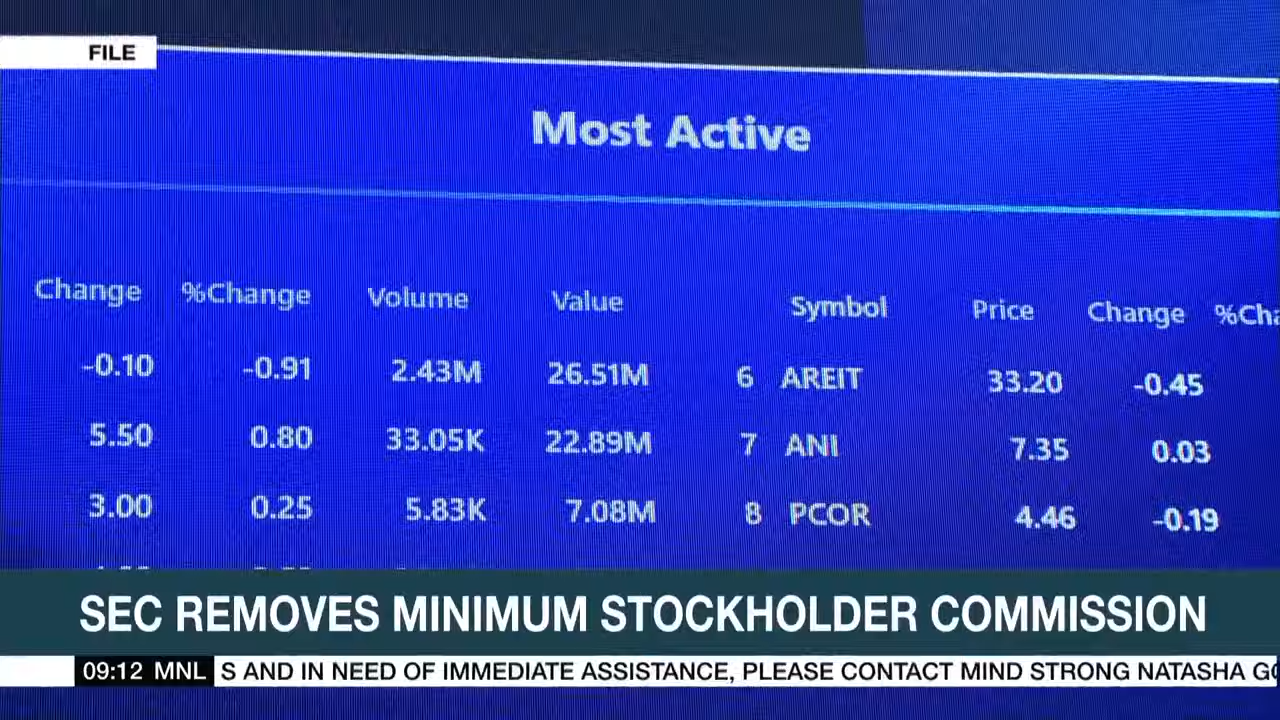 FILE
Most Active
Change %Change Volume Value Symbol Price Change
-0.10 -0.91 2.43M 26.51M 6 AREIT 33.20 -0.45
5.50 0.80 33.05K 22.89M 7 ANI 7.35 0.03
3.00 0.25 5.83K 7.08M 8 PCOR 4.46 -0.19
SEC REMOVES MINIMUM STOCKHOLDER COMMISSION
09:12 MNL S AND IN NEED OF IMMEDIATE ASSISTANCE, PLEASE CONTACT MIND STRONG NATASHA